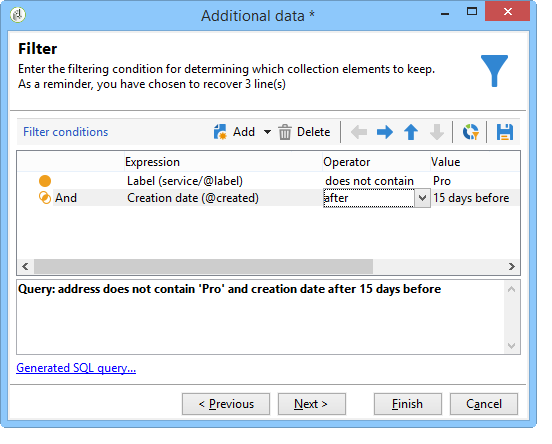 Additional data *
Filter
Enter the filtering condition for determining which collection elements to keep.
As a reminder, you have chosen to recover 3 line(s)
Filter conditions Add Delete
Expression Operator Value
Label (service/@label) does not contain Pro
And Creation date (@created) after 15 days before
Query: address does not contain 'Pro' and creation date after 15 days before
Generated SQL query...
< Previous Next > Finish Cancel